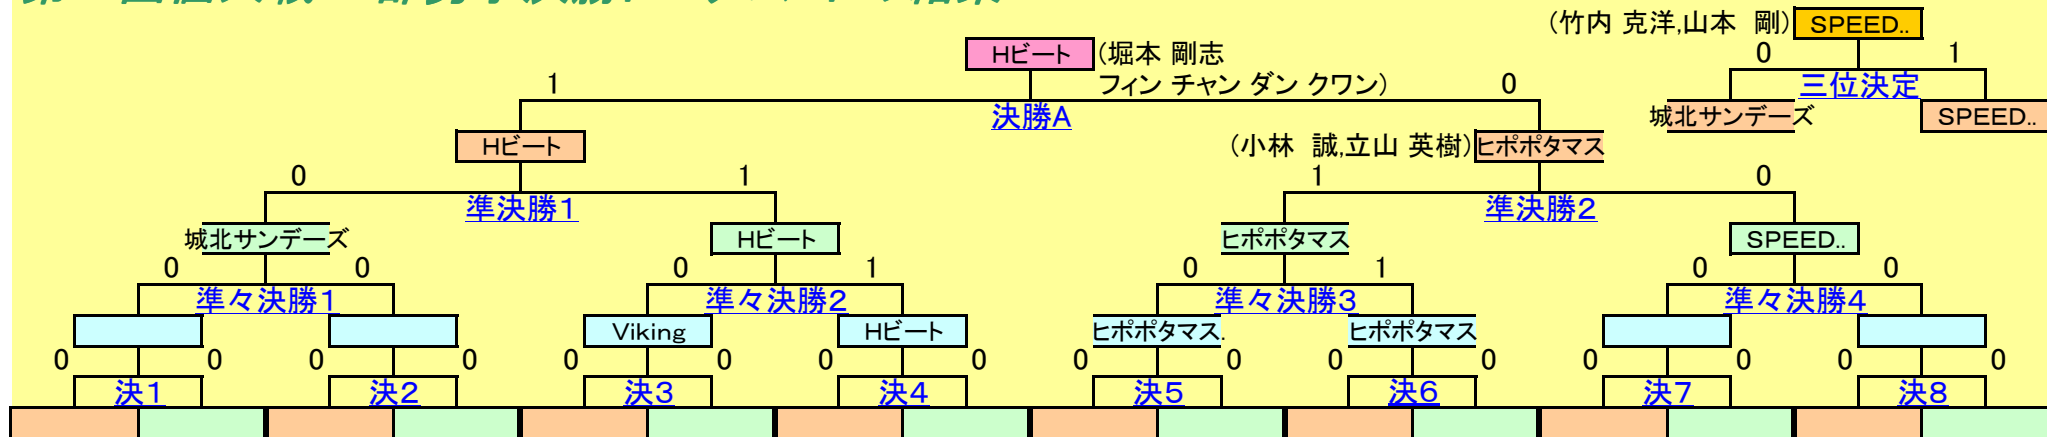 (竹内 克洋,山本 剛) SPEED..
Hビート (堀本 剛志 0 1
1 フィン チャン ダン クワン) 0 三位決定
決勝A 城北サンデーズ SPEED..
Hビート (小林 誠,立山 英樹) ヒポポタマス
0 1 1 0
準決勝1 準決勝2
城北サンデーズ Hビート ヒポポタマス SPEED..
0 0 0 1 0 1 0 0
準々決勝1 準々決勝2 準々決勝3 準々決勝4
Viking Hビート ヒポポタマス. ヒポポタマス
0 0 0 0 0 0 0 0 0 0 0 0 0 0 0 0
決1 決2 決3 決4 決5 決6 決7 決8